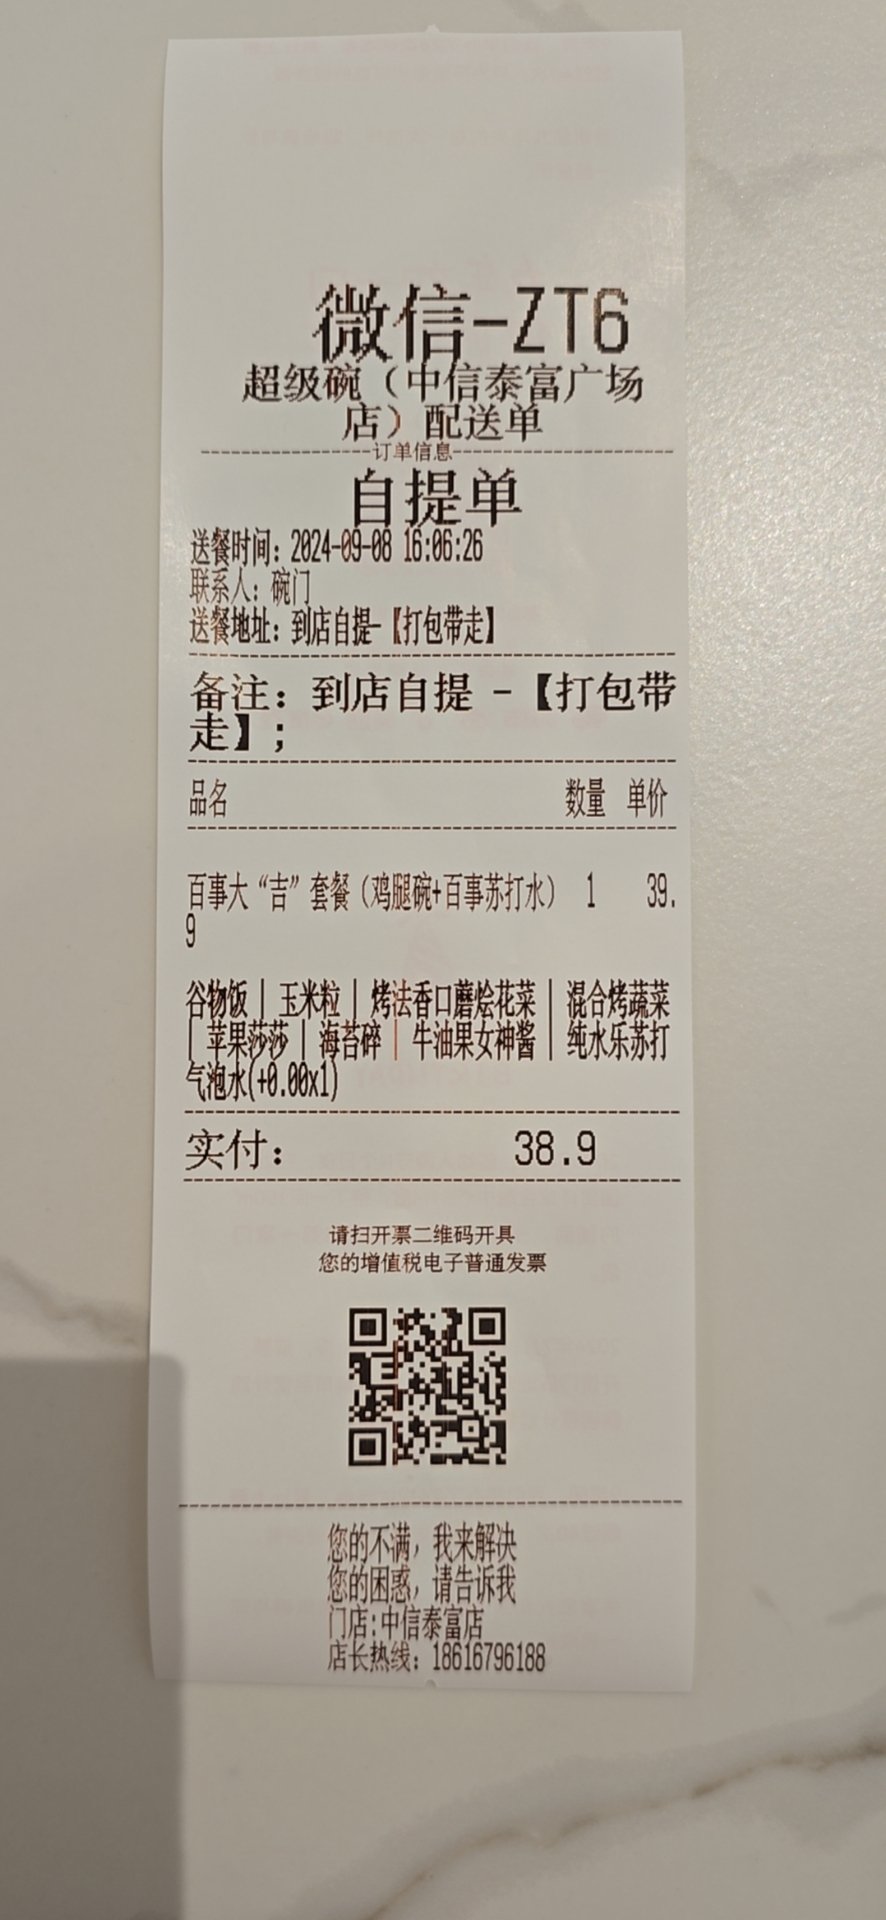 微信-ZT6
超级碗（中信泰富广场
店）配送单
------------------订单信息------------------
自提单
送餐时间：2024-09-08 16:06:26
联系人：碗门
送餐地址：到店自提-【打包带走】
备注：到店自提 -【打包带
走】；
品名 数量 单价
百事大“吉”套餐（鸡腿碗+百事苏打水） 1 39.
9
谷物饭 | 玉米粒 | 烤法香口蘑烩花菜 | 混合烤蔬菜
| 苹果莎莎 | 海苔碎 | 牛油果女神酱 | 纯水乐苏打
气泡水(+0.00x1)
实付： 38.9
请扫开票二维码开具
您的增值税电子普通发票
您的不满，我来解决
您的困惑，请告诉我
门店:中信泰富店
店长热线：18616796188